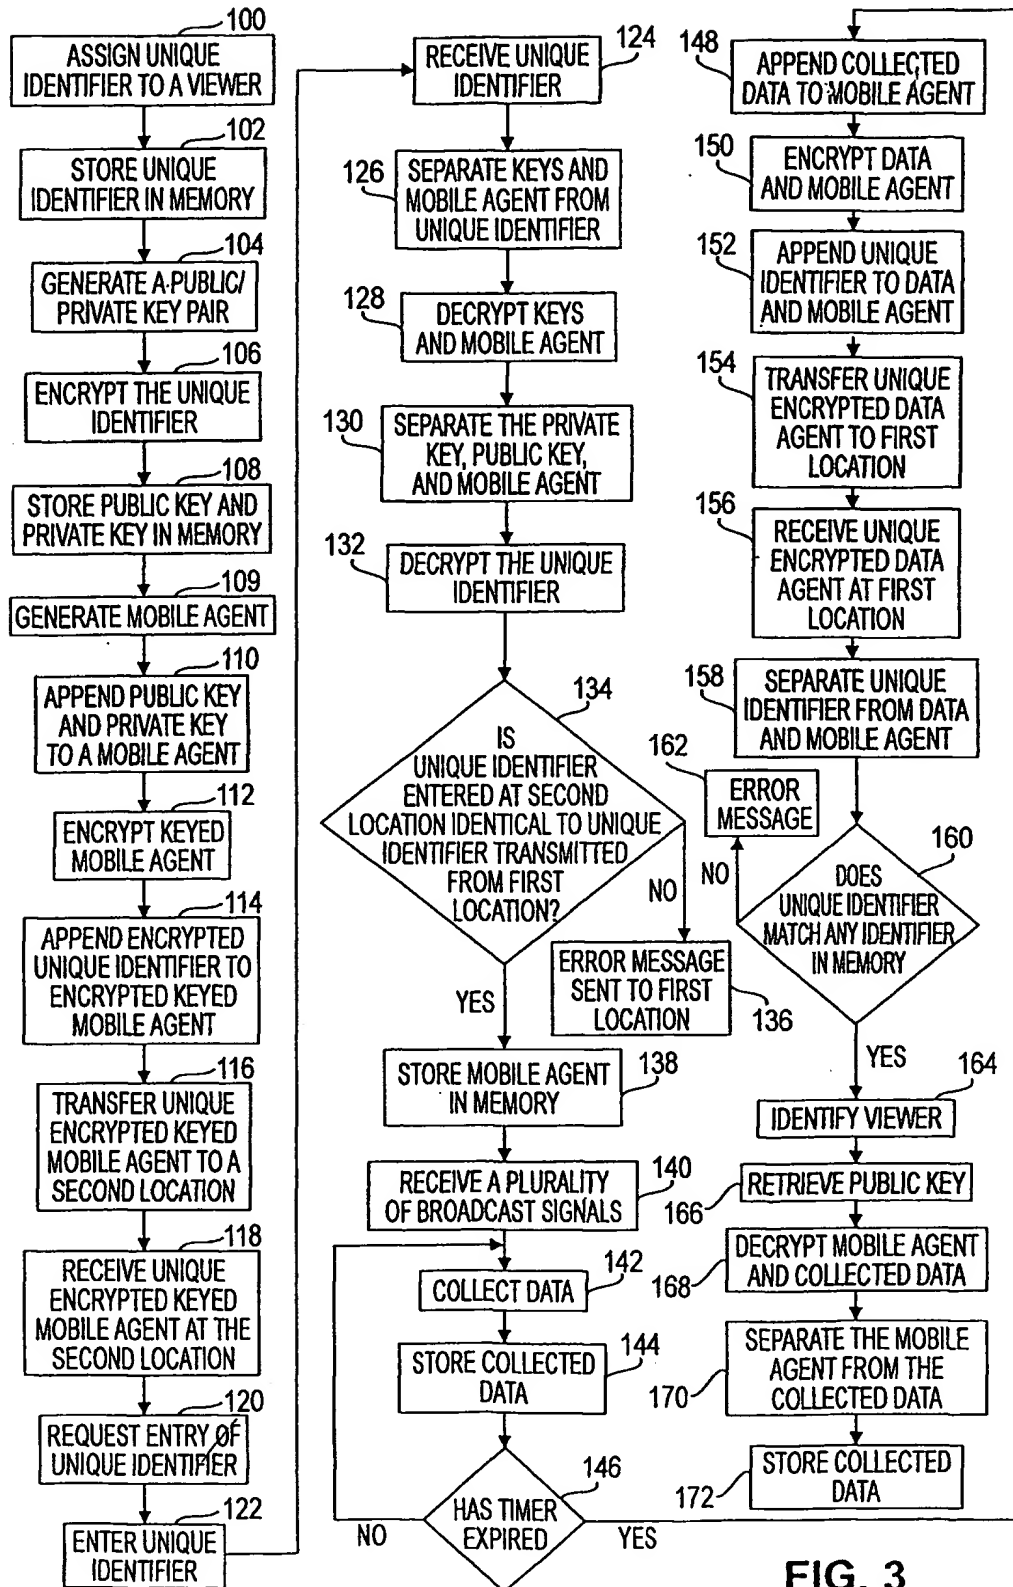 100
ASSIGN UNIQUE
IDENTIFIER TO A VIEWER
102
STORE UNIQUE
IDENTIFIER IN MEMORY
104
GENERATE A PUBLIC/
PRIVATE KEY PAIR
106
ENCRYPT THE UNIQUE
IDENTIFIER
108
STORE PUBLIC KEY AND
PRIVATE KEY IN MEMORY
109
GENERATE MOBILE AGENT
110
APPEND PUBLIC KEY
AND PRIVATE KEY
TO A MOBILE AGENT
112
ENCRYPT KEYED
MOBILE AGENT
114
APPEND ENCRYPTED
UNIQUE IDENTIFIER TO
ENCRYPTED KEYED
MOBILE AGENT
116
TRANSFER UNIQUE
ENCRYPTED KEYED
MOBILE AGENT TO A
SECOND LOCATION
118
RECEIVE UNIQUE
ENCRYPTED KEYED
MOBILE AGENT AT THE
SECOND LOCATION
120
REQUEST ENTRY OF
UNIQUE IDENTIFIER
122
ENTER UNIQUE
IDENTIFIER
124
RECEIVE UNIQUE
IDENTIFIER
126
SEPARATE KEYS AND
MOBILE AGENT FROM
UNIQUE IDENTIFIER
128
DECRYPT KEYS
AND MOBILE AGENT
130
SEPARATE THE PRIVATE
KEY, PUBLIC KEY,
AND MOBILE AGENT
132
DECRYPT THE UNIQUE
IDENTIFIER
134
IS
UNIQUE IDENTIFIER
ENTERED AT SECOND
LOCATION IDENTICAL TO UNIQUE
IDENTIFIER TRANSMITTED
FROM FIRST
LOCATION?
NO
ERROR MESSAGE
SENT TO FIRST
LOCATION
136
YES
STORE MOBILE AGENT
IN MEMORY
138
RECEIVE A PLURALITY
OF BROADCAST SIGNALS
140
COLLECT DATA
142
STORE COLLECTED
DATA
144
HAS TIMER
EXPIRED
146
NO
YES
148
APPEND COLLECTED
DATA TO MOBILE AGENT
150
ENCRYPT DATA
AND MOBILE AGENT
152
APPEND UNIQUE
IDENTIFIER TO DATA
AND MOBILE AGENT
154
TRANSFER UNIQUE
ENCRYPTED DATA
AGENT TO FIRST
LOCATION
156
RECEIVE UNIQUE
ENCRYPTED DATA
AGENT AT FIRST
LOCATION
158
SEPARATE UNIQUE
IDENTIFIER FROM DATA
AND MOBILE AGENT
162
ERROR
MESSAGE
NO
160
DOES
UNIQUE IDENTIFIER
MATCH ANY IDENTIFIER
IN MEMORY
YES
164
IDENTIFY VIEWER
RETRIEVE PUBLIC KEY
166
DECRYPT MOBILE AGENT
AND COLLECTED DATA
168
SEPARATE THE MOBILE
AGENT FROM THE
COLLECTED DATA
170
STORE COLLECTED
DATA
172
FIG. 3